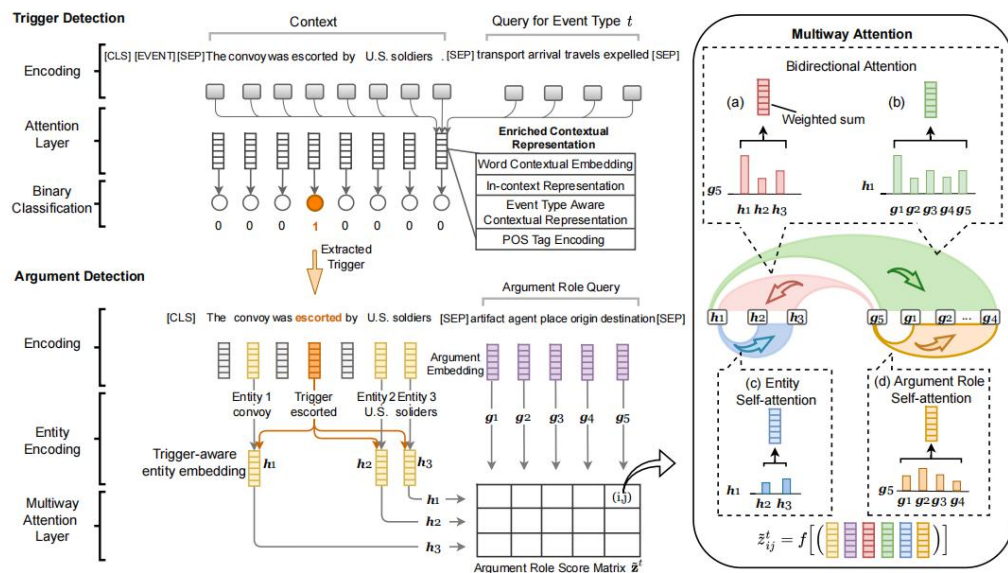 Trigger Detection
Context
Query for Event Type t
Encoding
[CLS] [EVENT] [SEP] The convoy was escorted by U.S. soldiers . [SEP] transport arrival travels expelled [SEP]
Attention
Layer
Binary
Classification
0 0 0 1 0 0 0 0
Enriched Contextual
Representation
Word Contextual Embedding
In-context Representation
Event Type Aware
Contextual Representation
POS Tag Encoding
Extracted
Trigger
Argument Detection
Argument Role Query
Encoding
[CLS] The convoy was escorted by U.S. soldiers [SEP] artifact agent place origin destination [SEP]
Argument
Embedding
Entity 1
convoy
Trigger
escorted
Entity 2
U.S.
Entity 3
soliders
g1 g2 g3 g4 g5
Entity
Encoding
Trigger-aware
entity embedding
h1
h2
h3
Multiway
Attention
Layer
h1
h2
h3
(i,j)
Argument Role Score Matrix z̃^t
Multiway Attention
Bidirectional Attention
(a)
(b)
Weighted sum
g5
h1 h2 h3
h1
g1 g2 g3 g4 g5
h1 h2 h3 g5 g1 g2 ... g4
(c) Entity
Self-attention
h1
h2 h3
(d) Argument Role
Self-attention
g5
g1 g2 g3 g4
z̃^t_ij = f[( )]